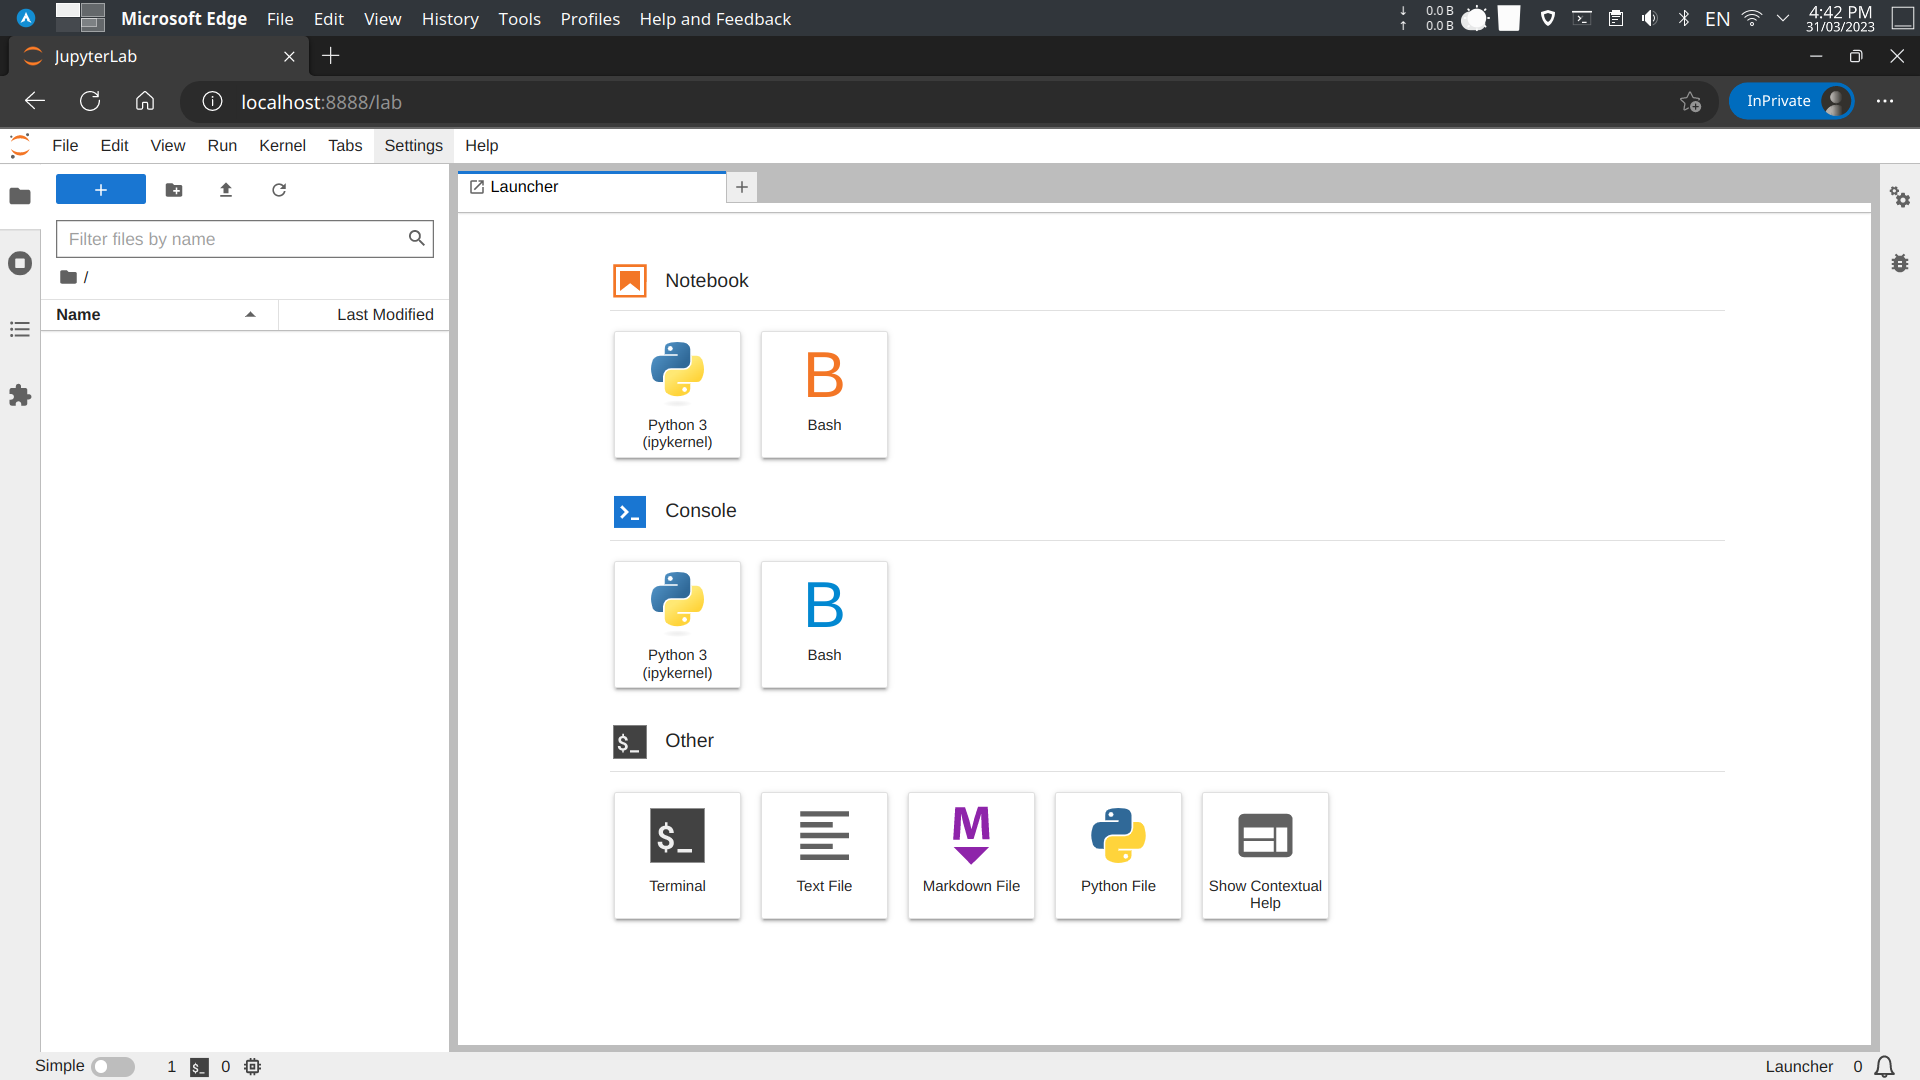 Microsoft Edge File Edit View History Tools Profiles Help and Feedback
↓ 0.0 B
↑ 0.0 B
EN
4:42 PM
31/03/2023
JupyterLab
localhost:8888/lab
InPrivate
File Edit View Run Kernel Tabs Settings Help
Filter files by name
/
Name Last Modified
Launcher
Notebook
Python 3
(ipykernel)
Bash
Console
Python 3
(ipykernel)
Bash
Other
Terminal
Text File
Markdown File
Python File
Show Contextual
Help
Simple 1 0
Launcher 0